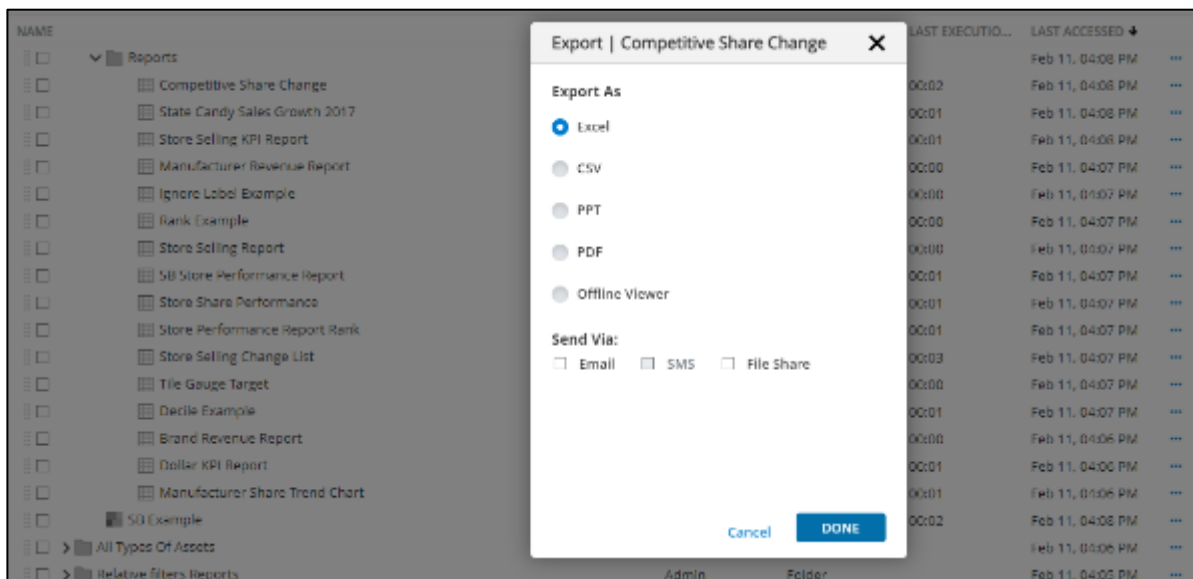 NAME LAST EXECUTIO... LAST ACCESSED
Export | Competitive Share Change
Reports Feb 11, 04:08 PM
Competitive Share Change 00:02 Feb 11, 04:08 PM
Export As
State Candy Sales Growth 2017 00:01 Feb 11, 04:08 PM
Excel
Store Selling KPI Report 00:01 Feb 11, 04:08 PM
Manufacturer Revenue Report 00:00 Feb 11, 04:07 PM
CSV
Ignore Label Example 00:00 Feb 11, 04:07 PM
PPT
Rank Example 00:00 Feb 11, 04:07 PM
Store Selling Report 00:00 Feb 11, 04:07 PM
PDF
SB Store Performance Report 00:01 Feb 11, 04:07 PM
Offline Viewer
Store Share Performance 00:01 Feb 11, 04:07 PM
Store Performance Report Rank 00:01 Feb 11, 04:07 PM
Send Via:
Store Selling Change List 00:03 Feb 11, 04:07 PM
Email SMS File Share
Tile Gauge Target 00:00 Feb 11, 04:07 PM
Decile Example 00:01 Feb 11, 04:07 PM
Brand Revenue Report 00:00 Feb 11, 04:06 PM
Dollar KPI Report 00:01 Feb 11, 04:06 PM
Manufacturer Share Trend Chart 00:01 Feb 11, 04:06 PM
SB Example 00:02 Feb 11, 04:08 PM
Cancel DONE
All Types Of Assets Feb 11, 04:06 PM
Relative filters Reports Admin Folder Feb 11, 04:05 PM